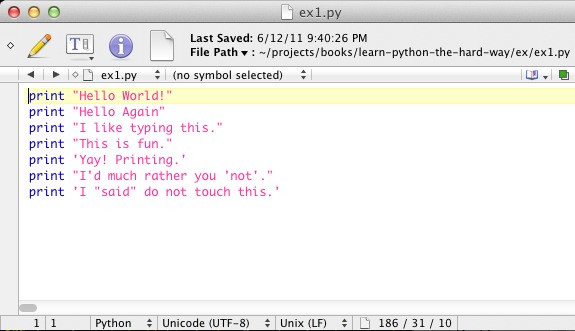 ex1.py
Last Saved: 6/12/11 9:40:26 PM
File Path ▾ : ~/projects/books/learn-python-the-hard-way/ex/ex1.py
ex1.py (no symbol selected)
print "Hello World!"
print "Hello Again"
print "I like typing this."
print "This is fun."
print 'Yay! Printing.'
print "I'd much rather you 'not'."
print 'I "said" do not touch this.'
1 1 Python Unicode (UTF-8) Unix (LF) 186 / 31 / 10